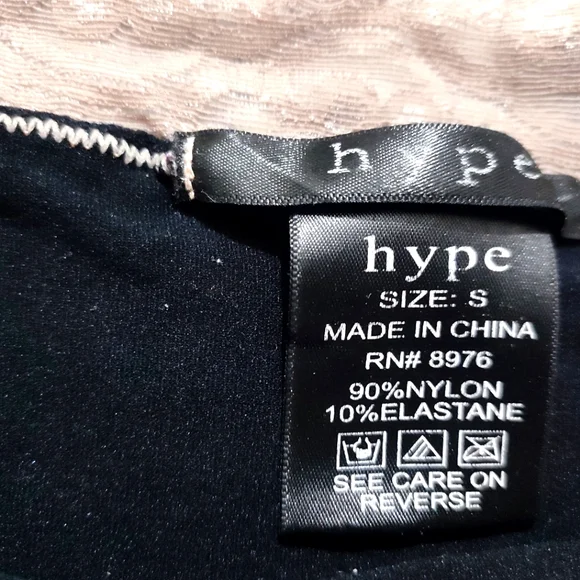 hype
hype
SIZE: S
MADE IN CHINA
RN# 8976
90%NYLON
10%ELASTANE
SEE CARE ON
REVERSE